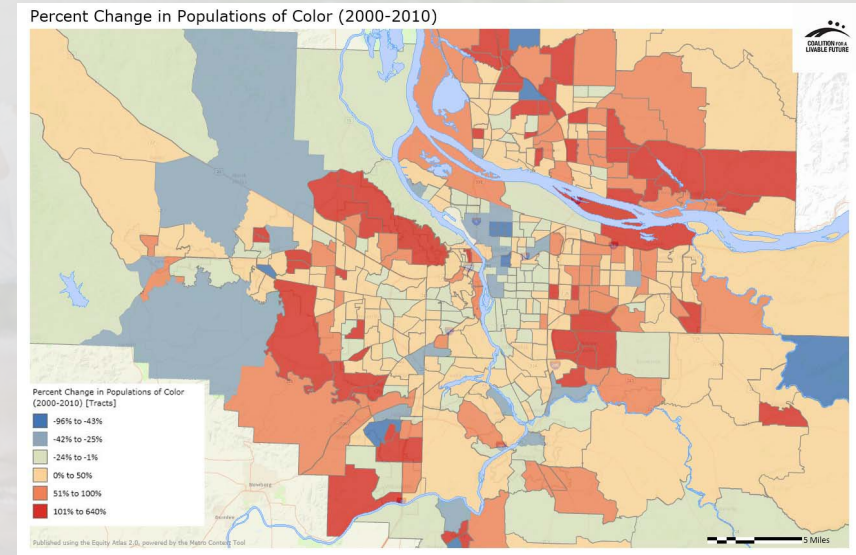 Percent Change in Populations of Color (2000-2010)
COALITION FOR A
LIVABLE FUTURE
Percent Change in Populations of Color
(2000-2010) [Tracts]
-96% to -43%
-42% to -25%
-24% to -1%
0% to 50%
51% to 100%
101% to 640%
Newberg
Published using the Equity Atlas 2.0, powered by the Metro Context Tool
5 Miles